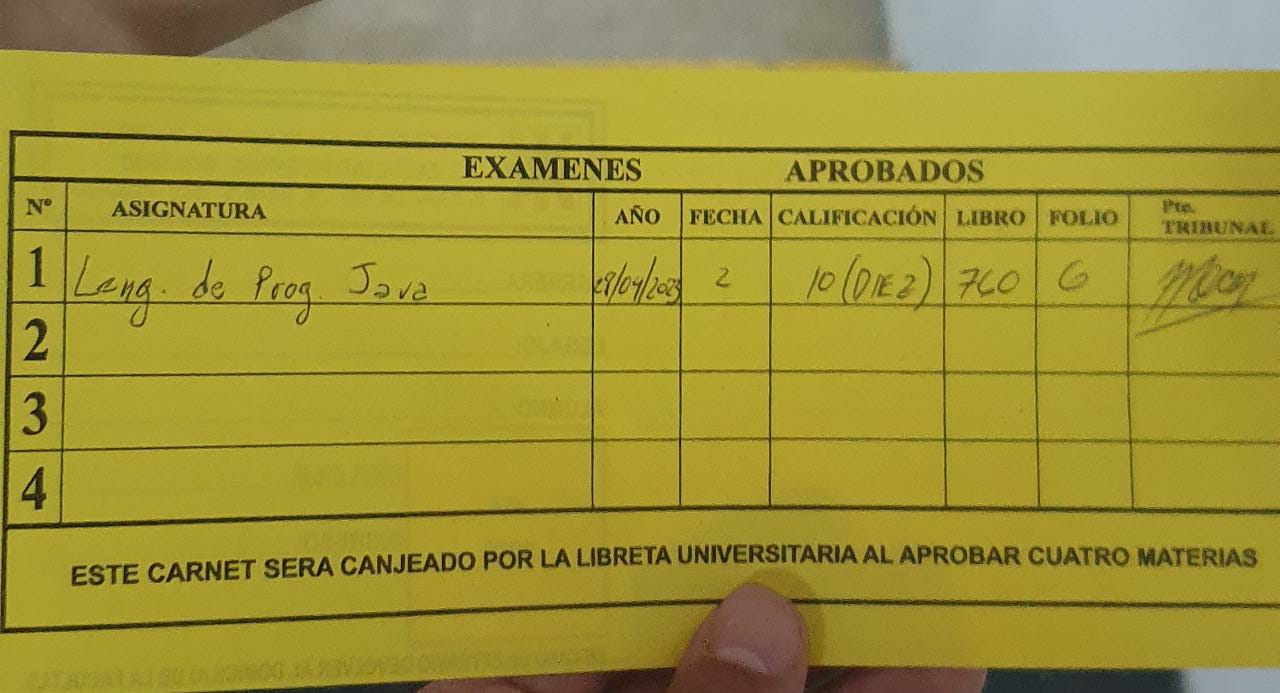 EXAMENES APROBADOS
Nº ASIGNATURA AÑO FECHA CALIFICACIÓN LIBRO FOLIO Pte. TRIBUNAL
1 Leng. de Prog. Java 28/04/2023 2 10 (DIEZ) 760 6
2
3
4
ESTE CARNET SERA CANJEADO POR LA LIBRETA UNIVERSITARIA AL APROBAR CUATRO MATERIAS